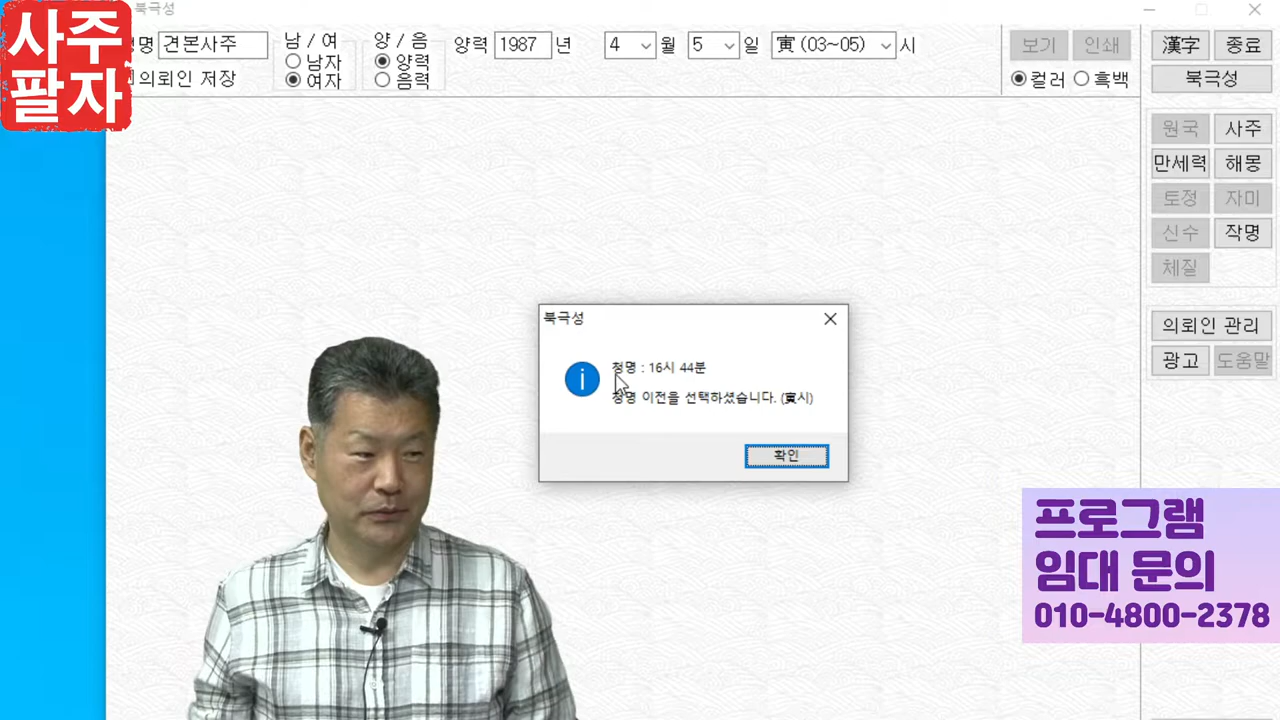 북극성
사주
팔자
명 견본사주
남 / 여
남자
여자
양 / 음
양력
음력
양력 1987 년 4 월 5 일 寅 (03~05) 시
의뢰인 저장
보기 인쇄
컬러 흑백
漢字 종료
북극성
원국 사주
만세력 해몽
토정 자미
신수 작명
체질
의뢰인 관리
광고 도움말
북극성
청명 : 16시 44분
청명 이전을 선택하셨습니다. (寅시)
확인
프로그램
임대 문의
010-4800-2378